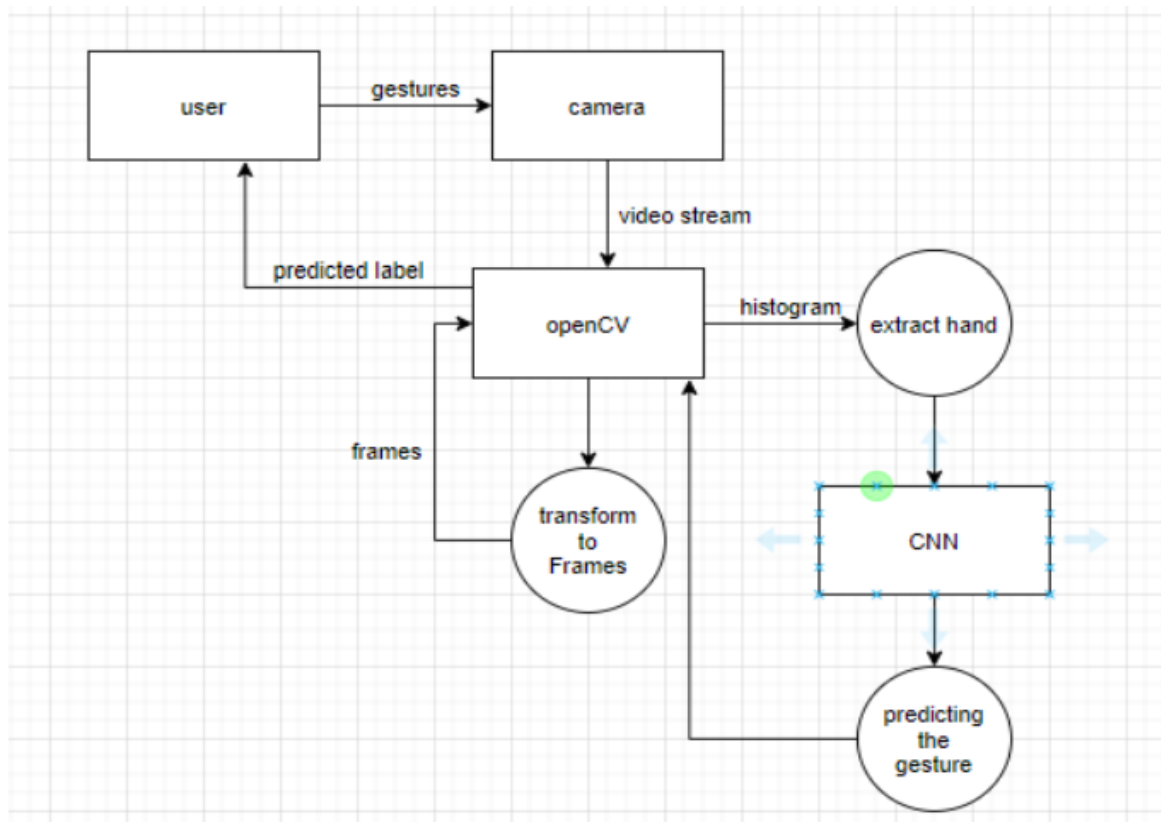 gestures
user
camera
video stream
predicted label
histogram
openCV
extract hand
frames
transform
to
Frames
CNN
predicting
the
gesture